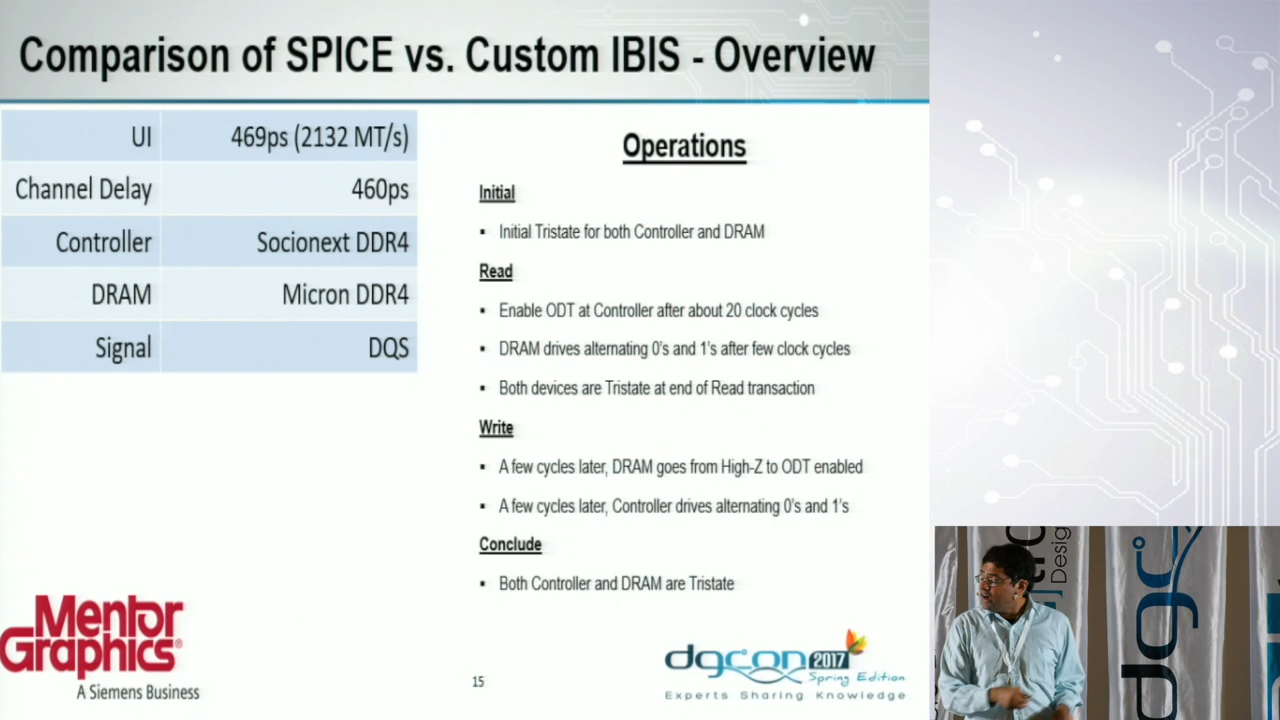 Comparison of SPICE vs. Custom IBIS - Overview
UI 469ps (2132 MT/s)
Channel Delay 460ps
Controller Socionext DDR4
DRAM Micron DDR4
Signal DQS
Operations
Initial
▪ Initial Tristate for both Controller and DRAM
Read
▪ Enable ODT at Controller after about 20 clock cycles
▪ DRAM drives alternating 0's and 1's after few clock cycles
▪ Both devices are Tristate at end of Read transaction
Write
▪ A few cycles later, DRAM goes from High-Z to ODT enabled
▪ A few cycles later, Controller drives alternating 0's and 1's
Conclude
▪ Both Controller and DRAM are Tristate
Mentor
Graphics®
A Siemens Business
15
dgcon 2017
Spring Edition
Experts Sharing Knowledge
Desig
dgc